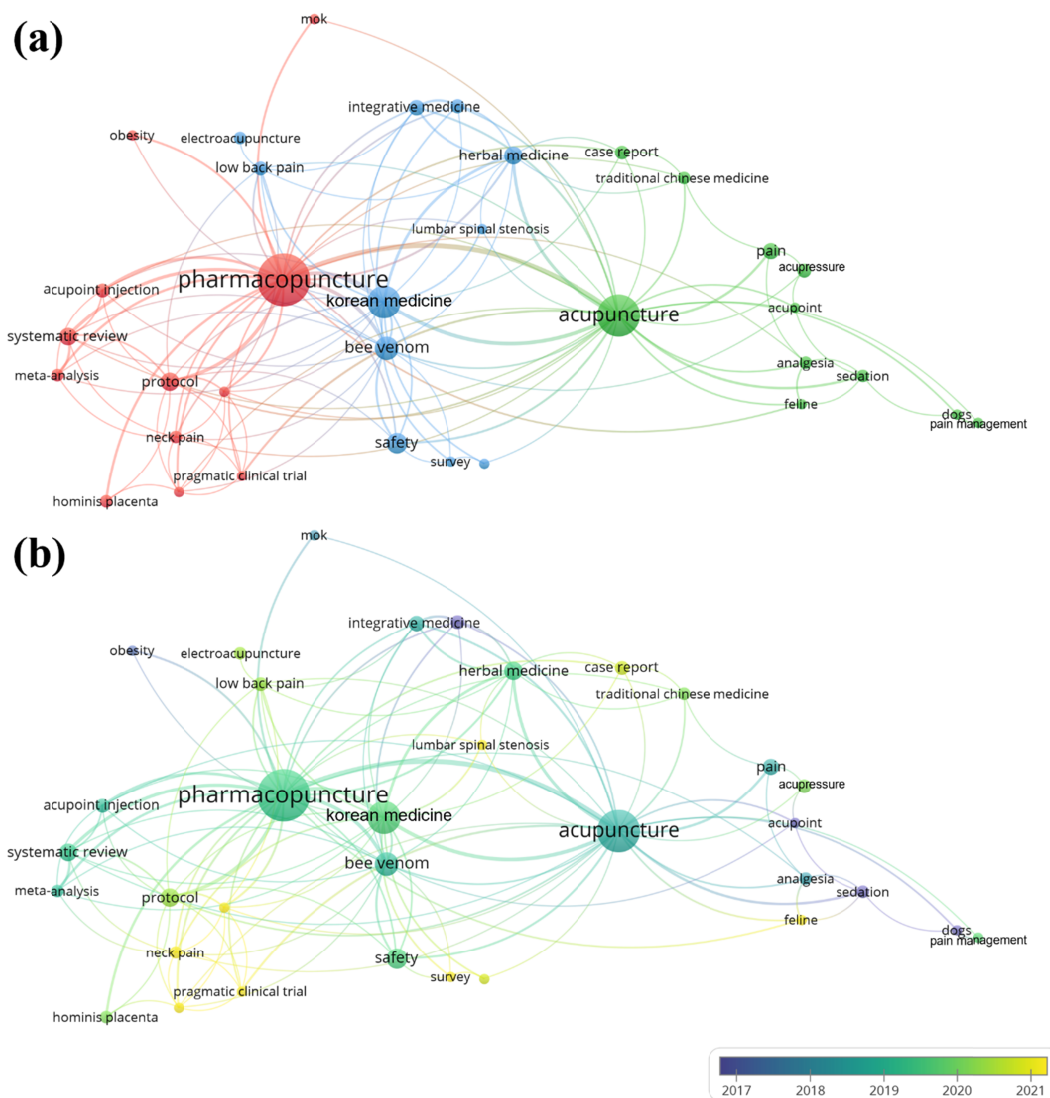 (a)
mok
integrative medicine
obesity
electroacupuncture
herbal medicine
case report
low back pain
traditional chinese medicine
lumbar spinal stenosis
pain
acupressure
pharmacopuncture
acupoint injection
korean medicine
acupoint
acupuncture
systematic review
bee venom
analgesia
meta-analysis
protocol
sedation
feline
dogs
pain management
neck pain
safety
survey
pragmatic clinical trial
hominis placenta
(b)
mok
integrative medicine
obesity
electroacupuncture
herbal medicine
case report
low back pain
traditional chinese medicine
lumbar spinal stenosis
pain
acupressure
pharmacopuncture
acupoint injection
korean medicine
acupoint
acupuncture
systematic review
bee venom
analgesia
meta-analysis
protocol
sedation
feline
dogs
pain management
neck pain
safety
survey
pragmatic clinical trial
hominis placenta
2017 2018 2019 2020 2021